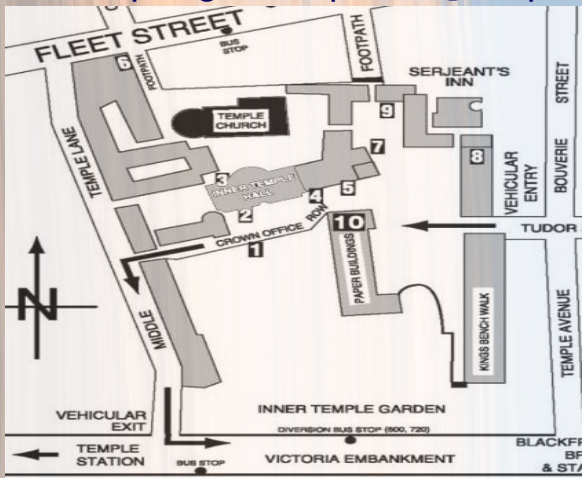 FLEET STREET
BUS
STOP
FOOTPATH
FOOTPATH
SERJEANT'S
INN
STREET
BOUVERIE
TEMPLE
CHURCH
9
7
8
VEHICULAR
ENTRY
TEMPLE LANE
3
INNER TEMPLE
HALL
2
4
5
CROWN OFFICE ROW
1
10
PAPER BUILDINGS
TUDOR
N
MIDDLE
KINGS BENCH WALK
TEMPLE AVENUE
VEHICULAR
EXIT
INNER TEMPLE GARDEN
DIVERSION BUS STOP (500, 720)
TEMPLE
STATION
BUS STOP
VICTORIA EMBANKMENT
BLACKF
BR
& STA